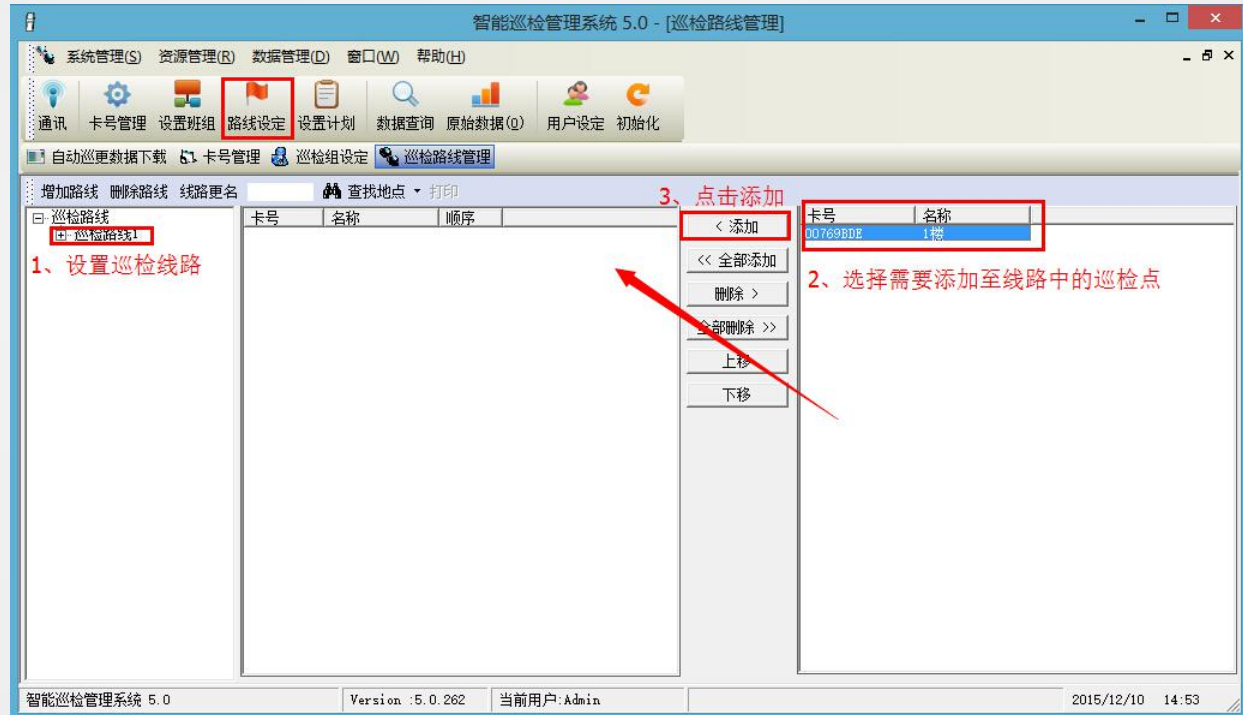 智能巡检管理系统 5.0 - [巡检路线管理]
系统管理(S) 资源管理(R) 数据管理(D) 窗口(W) 帮助(H)
通讯 卡号管理 设置班组 路线设定 设置计划 数据查询 原始数据(0) 用户设定 初始化
自动巡更数据下载 卡号管理 巡检组设定 巡检路线管理
增加路线 删除路线 线路更名 查找地点 打印
3、点击添加
巡检路线
巡检路线1
1、设置巡检线路
卡号 名称 顺序
< 添加
<< 全部添加
删除 >
全部删除 >>
上移
下移
卡号 名称
00769BDE 1楼
2、选择需要添加至线路中的巡检点
智能巡检管理系统 5.0 Version :5.0.262 当前用户:Admin 2015/12/10 14:53